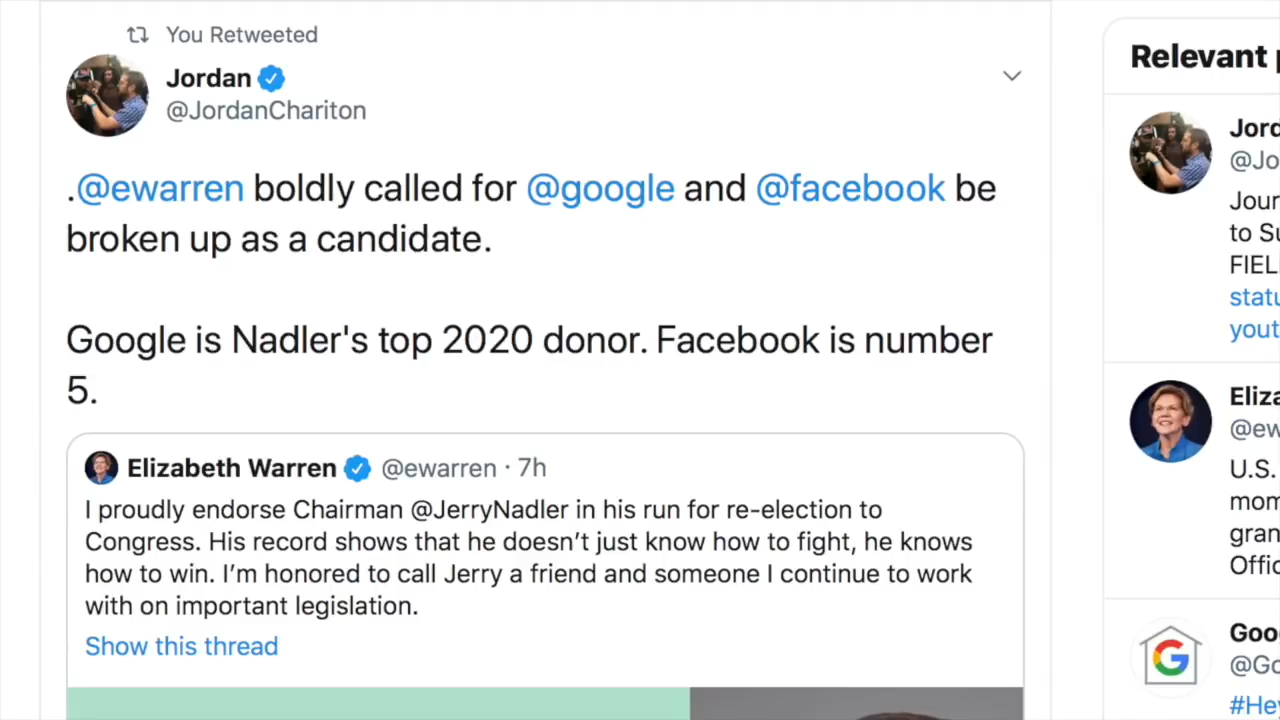 You Retweeted
Jordan
@JordanChariton
.@ewarren boldly called for @google and @facebook be
broken up as a candidate.
Google is Nadler's top 2020 donor. Facebook is number
5.
Elizabeth Warren @ewarren · 7h
I proudly endorse Chairman @JerryNadler in his run for re-election to
Congress. His record shows that he doesn't just know how to fight, he knows
how to win. I'm honored to call Jerry a friend and someone I continue to work
with on important legislation.
Show this thread
Relevant
Jord
@Jo
Jour
to Su
FIEL
statu
yout
Eliza
@ew
U.S.
mom
gran
Offic
Goo
@Go
#Hey